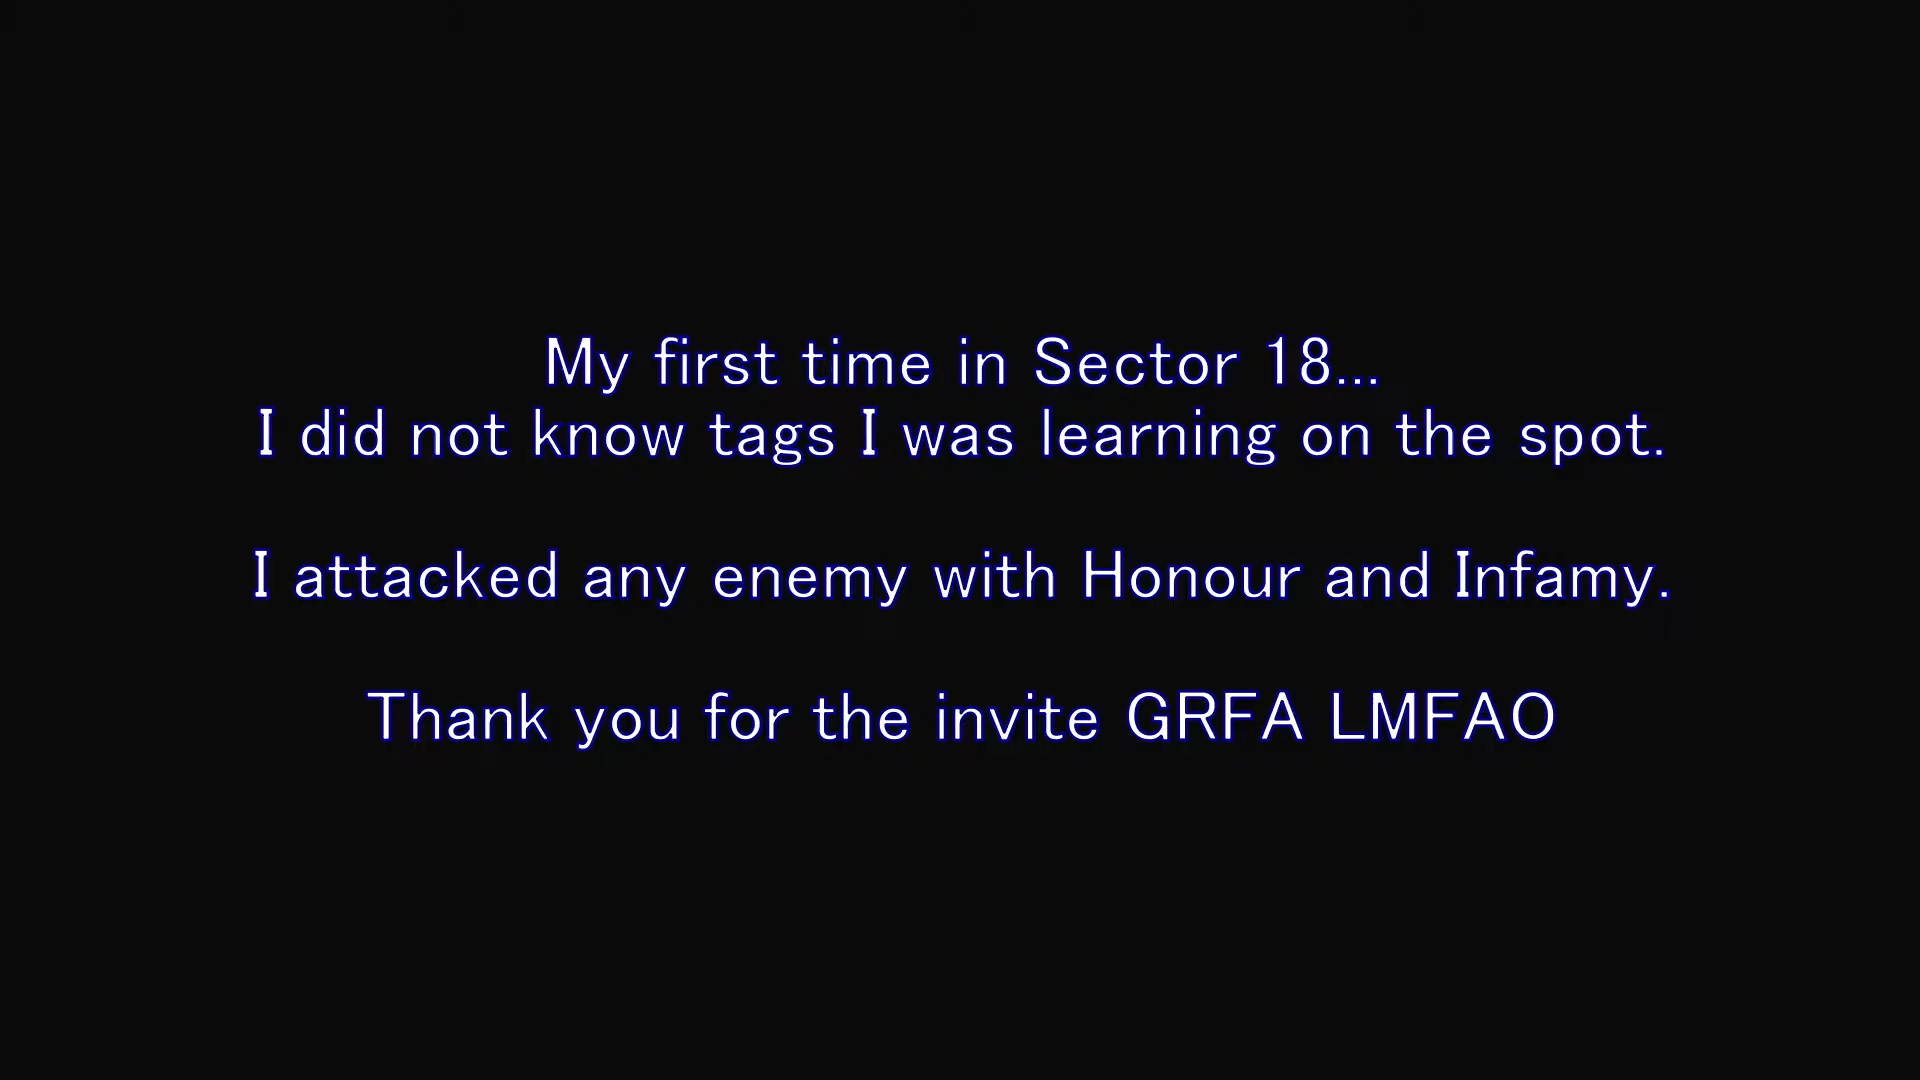 My first time in Sector 18...
I did not know tags I was learning on the spot.
I attacked any enemy with Honour and Infamy.
Thank you for the invite GRFA LMFAO